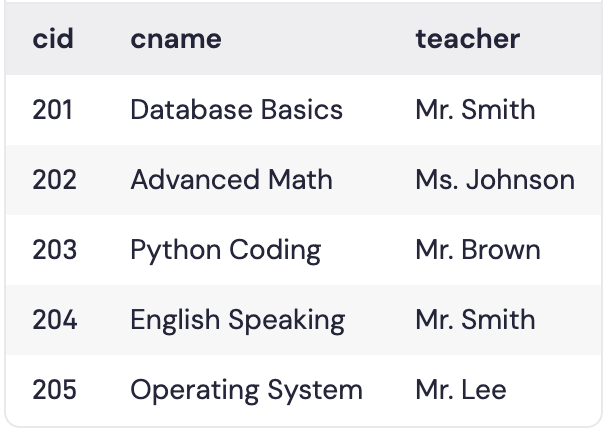 cid cname teacher
201 Database Basics Mr. Smith
202 Advanced Math Ms. Johnson
203 Python Coding Mr. Brown
204 English Speaking Mr. Smith
205 Operating System Mr. Lee